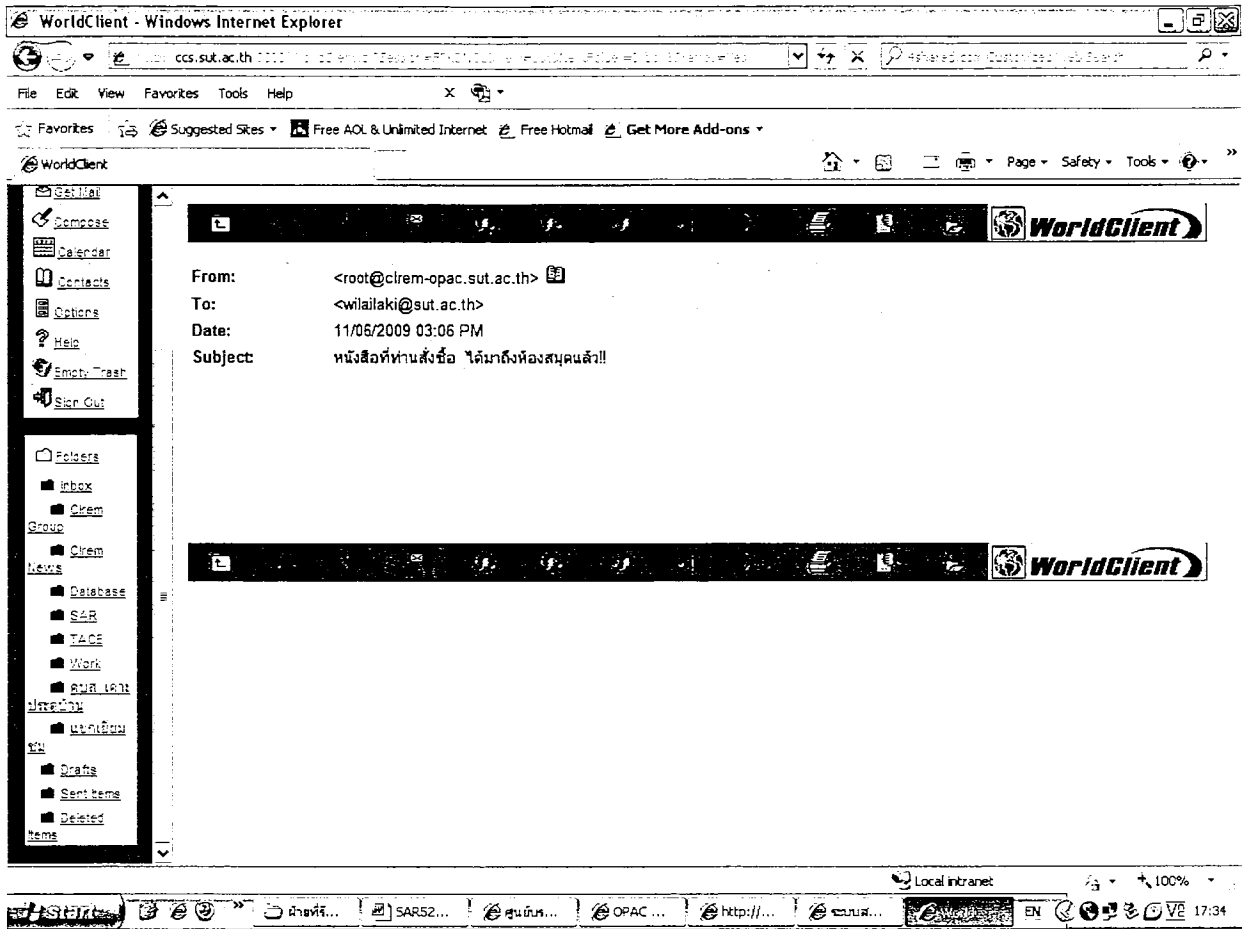 WorldClient - Windows Internet Explorer
ccs.sut.ac.th
File Edit View Favorites Tools Help
Favorites Suggested Sites Free AOL & Unlimited Internet Free Hotmail Get More Add-ons
WorldClient
Page Safety Tools
Get Mail
Compose
Calendar
Contacts
Options
Help
Empty Trash
Sign Out
WorldClient
From: <root@clrem-opac.sut.ac.th>
To: <wilailaki@sut.ac.th>
Date: 11/06/2009 03:06 PM
Subject: หนังสือที่ท่านสั่งซื้อ ได้มาถึงห้องสมุดแล้ว!!
Folders
Inbox
Clrem
Group
Clrem
News
Database
SAR
TACE
Work
Drafts
Sent Items
Deleted
Items
WorldClient
Local intranet
100%
Start
SAR52...
OPAC ...
http://...
EN
17:34